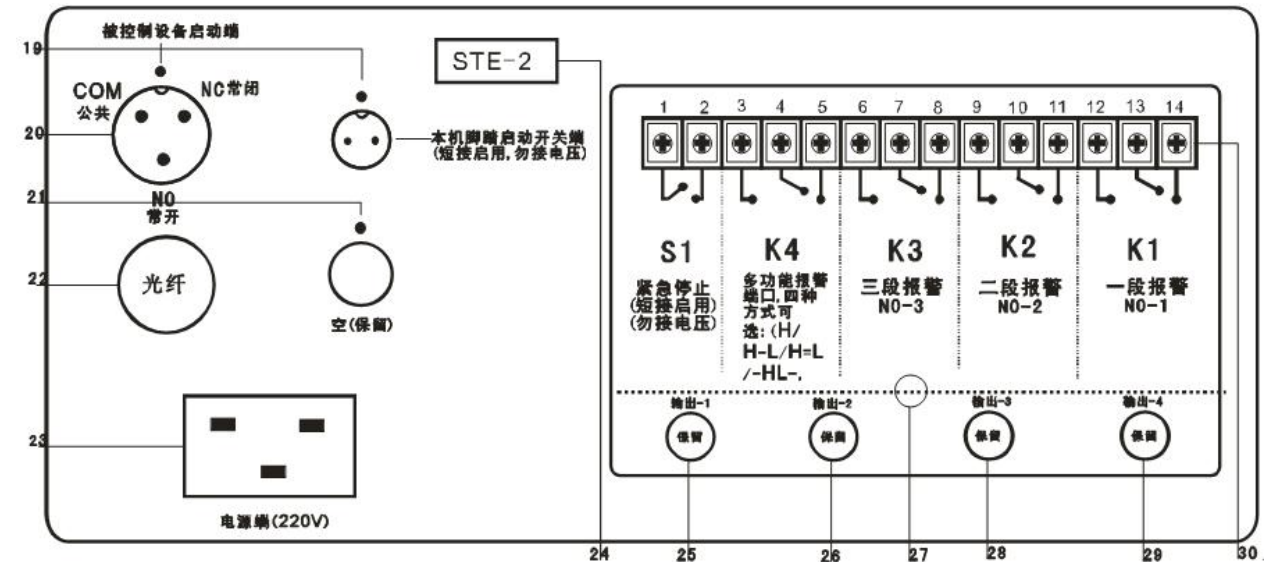 被控制设备启动端
19
COM
公共
NC常闭
STE-2
20
本机脚踏启动开关端
(短接启用,勿接电压)
NO
常开
21
22
光纤
空(保留)
23
电源端(220V)
1 2 3 4 5 6 7 8 9 10 11 12 13 14
S1
紧急停止
(短接启用)
(勿接电压)
K4
多功能报警
端口,四种
方式可
选: (H/
H-L/H=L
/-HL-,
K3
三段报警
NO-3
K2
二段报警
NO-2
K1
一段报警
NO-1
输出-1
输出-2
输出-3
输出-4
保留
保留
保留
保留
24
25
26
27
28
29
30